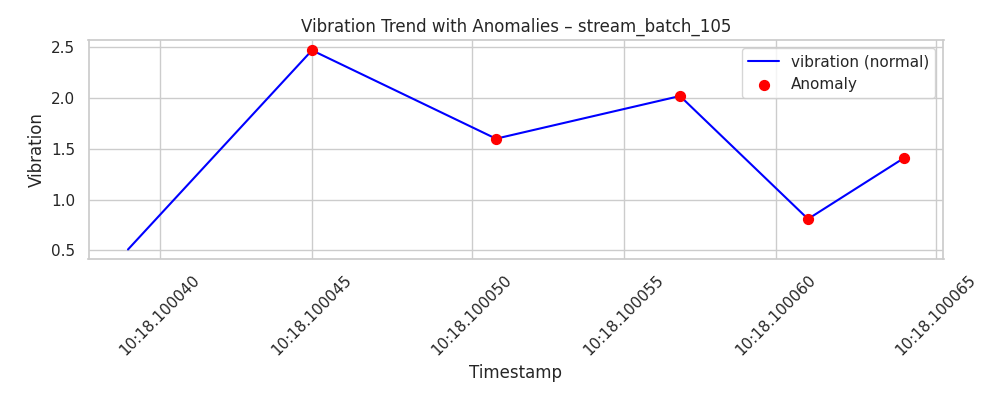 Vibration Trend with Anomalies – stream_batch_105
2.5
2.0
1.5
1.0
0.5
Vibration
vibration (normal)
Anomaly
10:18.100040
10:18.100045
10:18.100050
10:18.100055
10:18.100060
10:18.100065
Timestamp